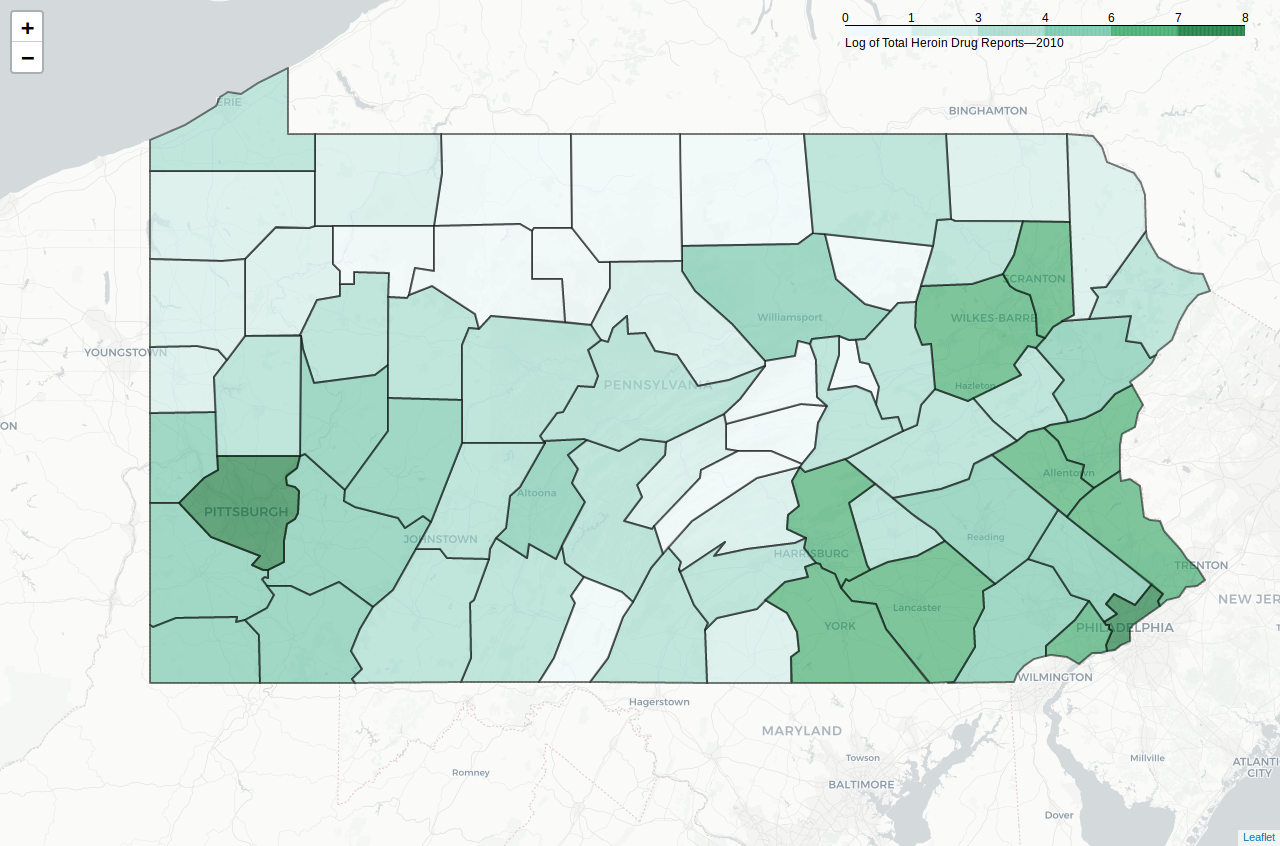 +
−
0 1 3 4 6 7 8
Log of Total Heroin Drug Reports—2010
ERIE
BINGHAMTON
SCRANTON
Williamsport
WILKES-BARRE
YOUNGSTOWN
PENNSYLVANIA
Hazleton
ON
Allentown
Altoona
PITTSBURGH
JOHNSTOWN
Reading
HARRISBURG
TRENTON
NEW JER
Lancaster
YORK
PHILADELPHIA
WILMINGTON
Hagerstown
MARYLAND
Towson
Millville
ATLANTI
CITY
Romney
BALTIMORE
Dover
Leaflet